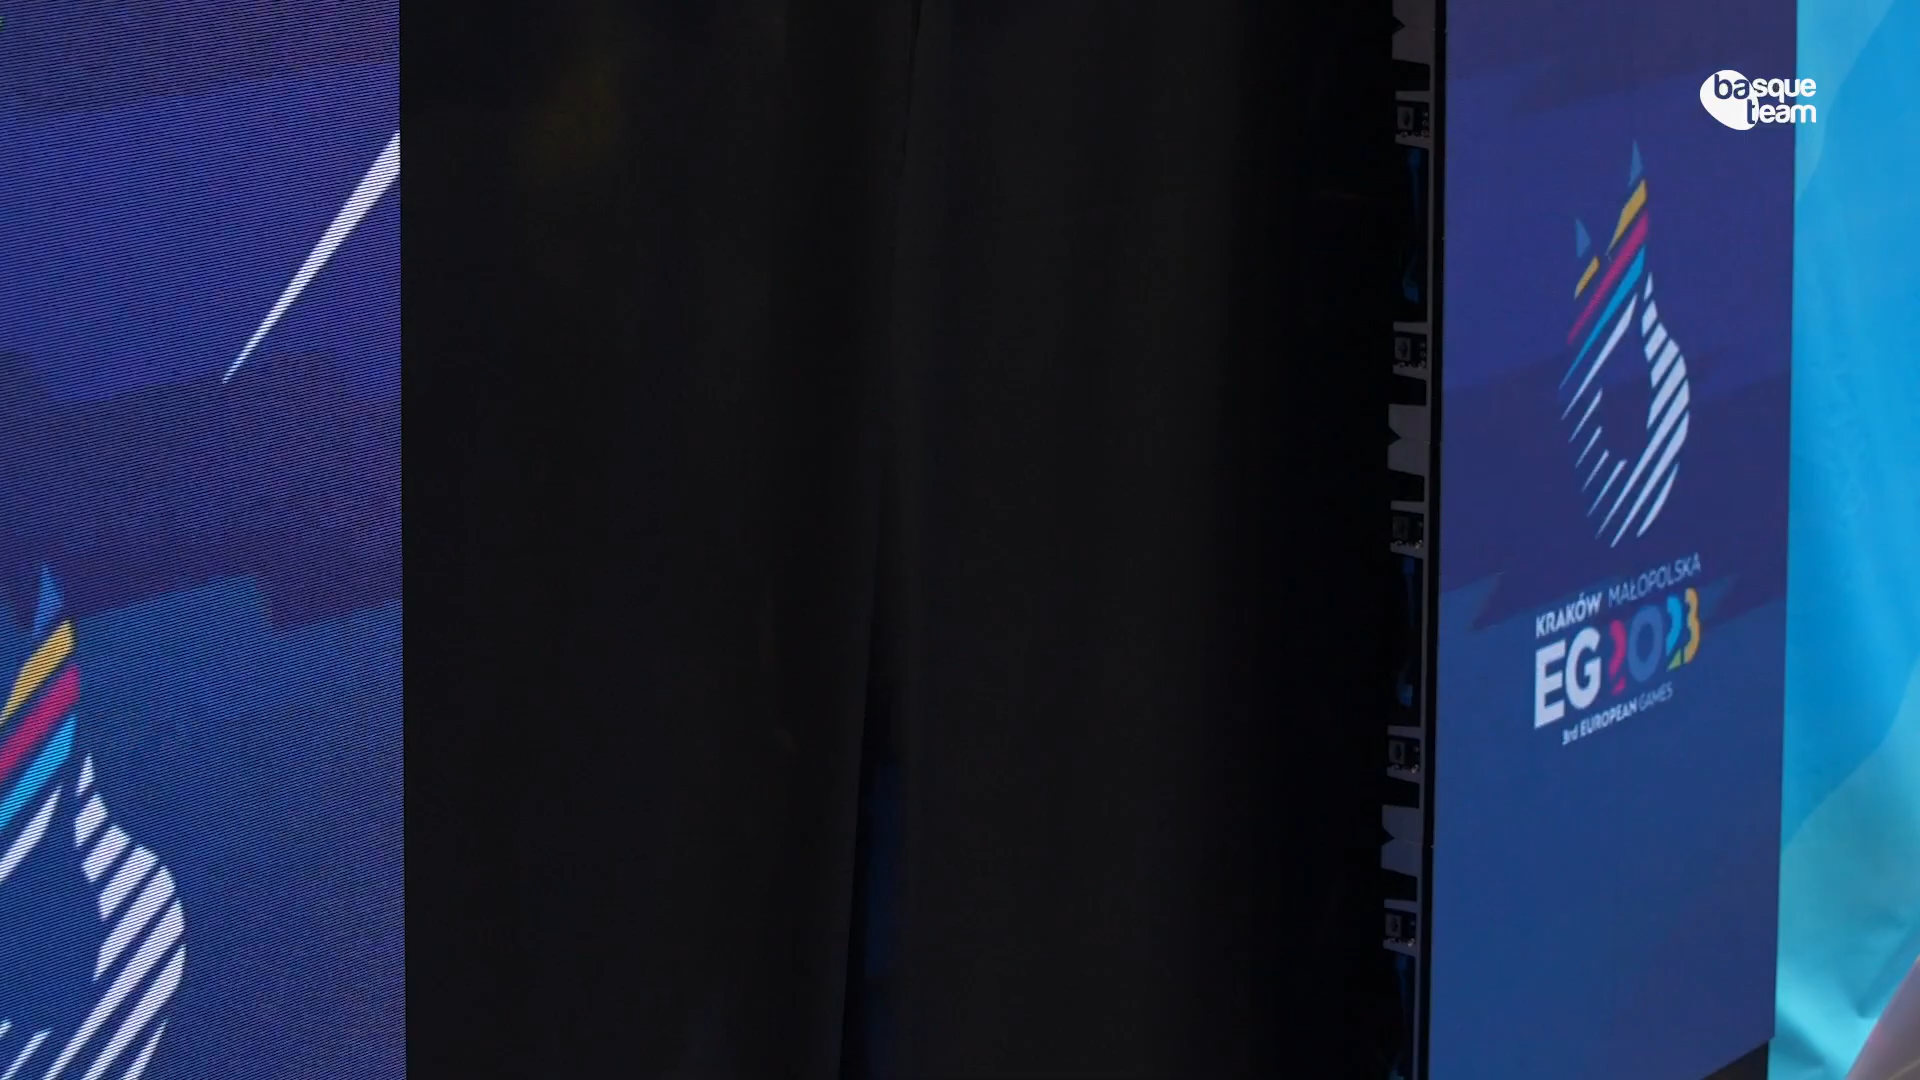 basque
team
KRAKÓW MAŁOPOLSKA
EG2023
3rd EUROPEAN GAMES